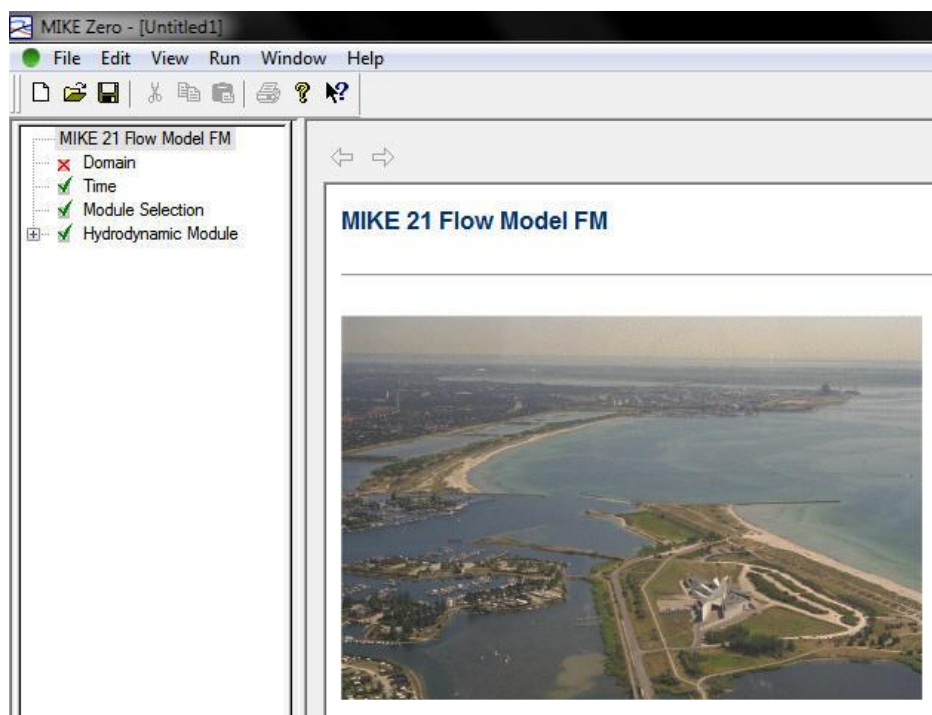 MIKE Zero - [Untitled1]
File Edit View Run Window Help
MIKE 21 Flow Model FM
Domain
Time
Module Selection
Hydrodynamic Module
MIKE 21 Flow Model FM